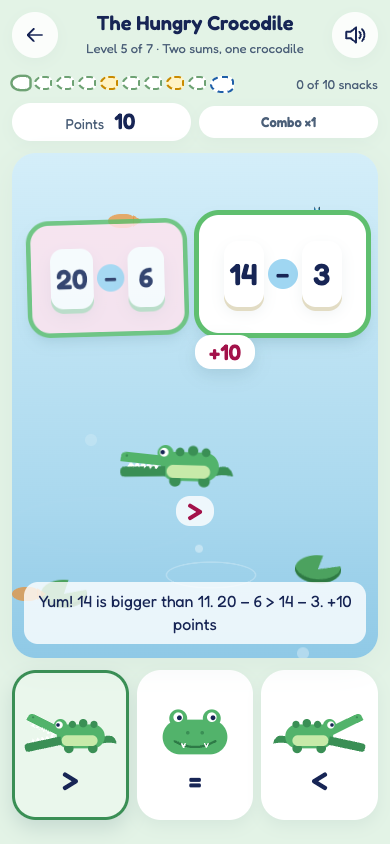 The Hungry Crocodile
Level 5 of 7 · Two sums, one crocodile
0 of 10 snacks
Points 10
Combo ×1
20 – 6
14 – 3
+10
>
Yum! 14 is bigger than 11. 20 – 6 > 14 – 3. +10
points
> = <